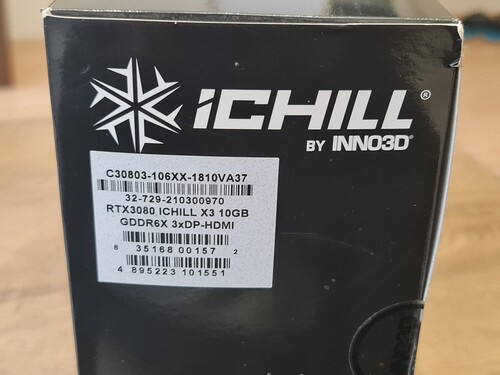 iCHILL®
BY INNO3D®
C30803-106XX-1810VA37
32-729-210300970
RTX3080 ICHILL X3 10GB
GDDR6X 3xDP-HDMI
8 35168 00157 2
4 895223 101551